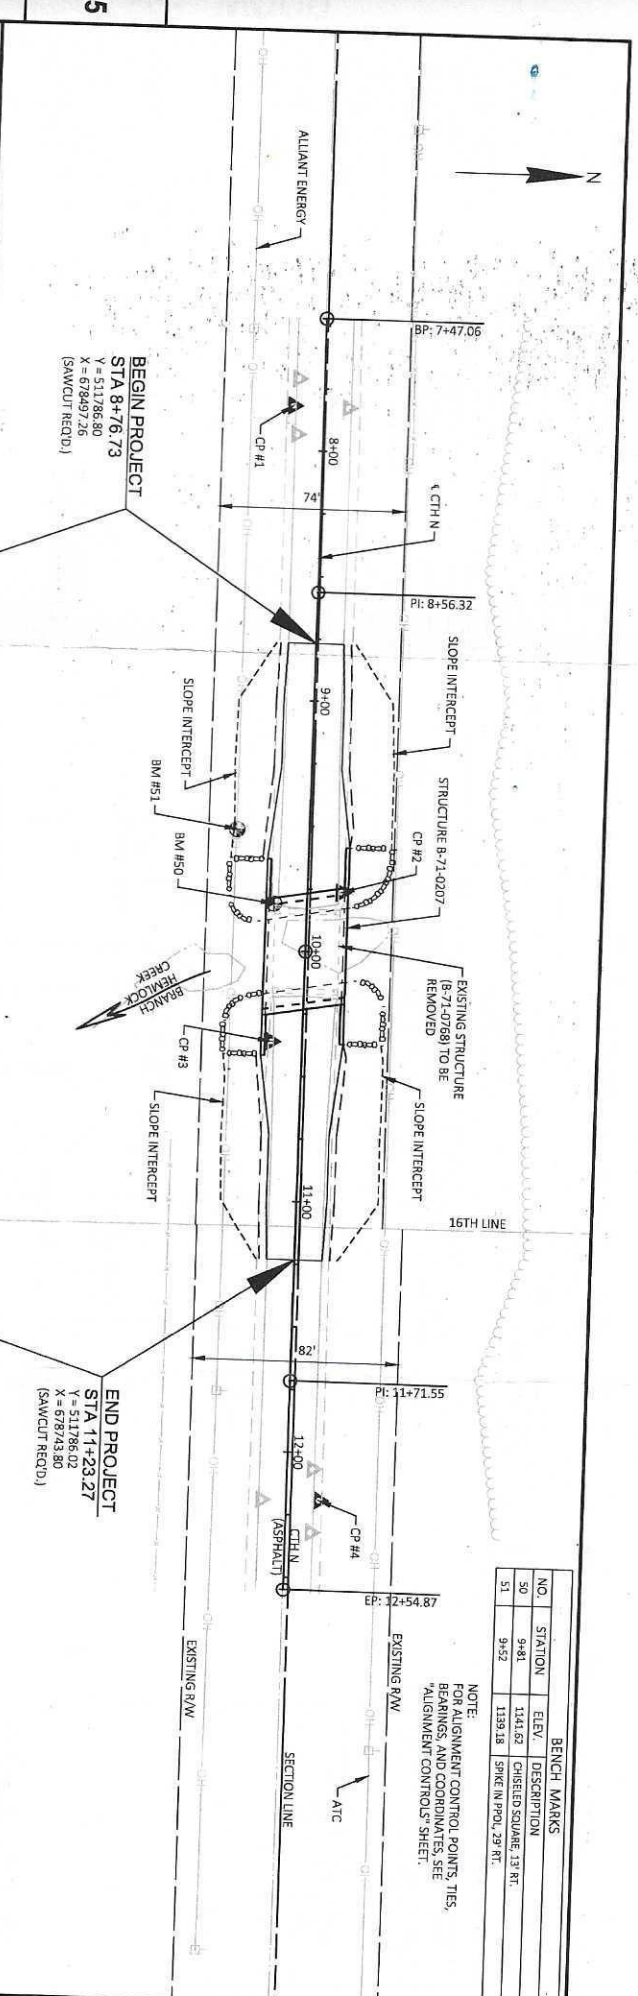 5
N
ALLIANT ENERGY
BP: 7+47.06
BEGIN PROJECT
STA 8+76.73
Y = 511786.80
X = 678497.26
(SAWCUT REQ'D.)
CP #1
8+00
74'
CTH N
PI: 8+56.32
SLOPE INTERCEPT
9+00
SLOPE INTERCEPT
BM #51
BM #50
CP #2
STRUCTURE B-71-0207
10+00
EXISTING STRUCTURE
(B-71-0768) TO BE
REMOVED
BRANCH
HEMLOCK
CREEK
CP #3
SLOPE INTERCEPT
SLOPE INTERCEPT
11+00
16TH LINE
82'
PI: 11+71.55
END PROJECT
STA 11+23.27
Y = 511786.02
X = 678743.80
(SAWCUT REQ'D.)
12+00
CP #4
CTH N
(ASPHALT)
EP: 12+54.87
EXISTING R/W
EXISTING R/W
SECTION LINE
ATC
NOTE:
FOR ALIGNMENT CONTROL POINTS, TIES,
BEARINGS, AND COORDINATES, SEE
"ALIGNMENT CONTROLS" SHEET.
BENCH MARKS
NO. STATION ELEV. DESCRIPTION
50 9+81 1141.62 CHISELED SQUARE, 13' RT.
51 9+52 1139.18 SPIKE IN PPOL, 29' RT.